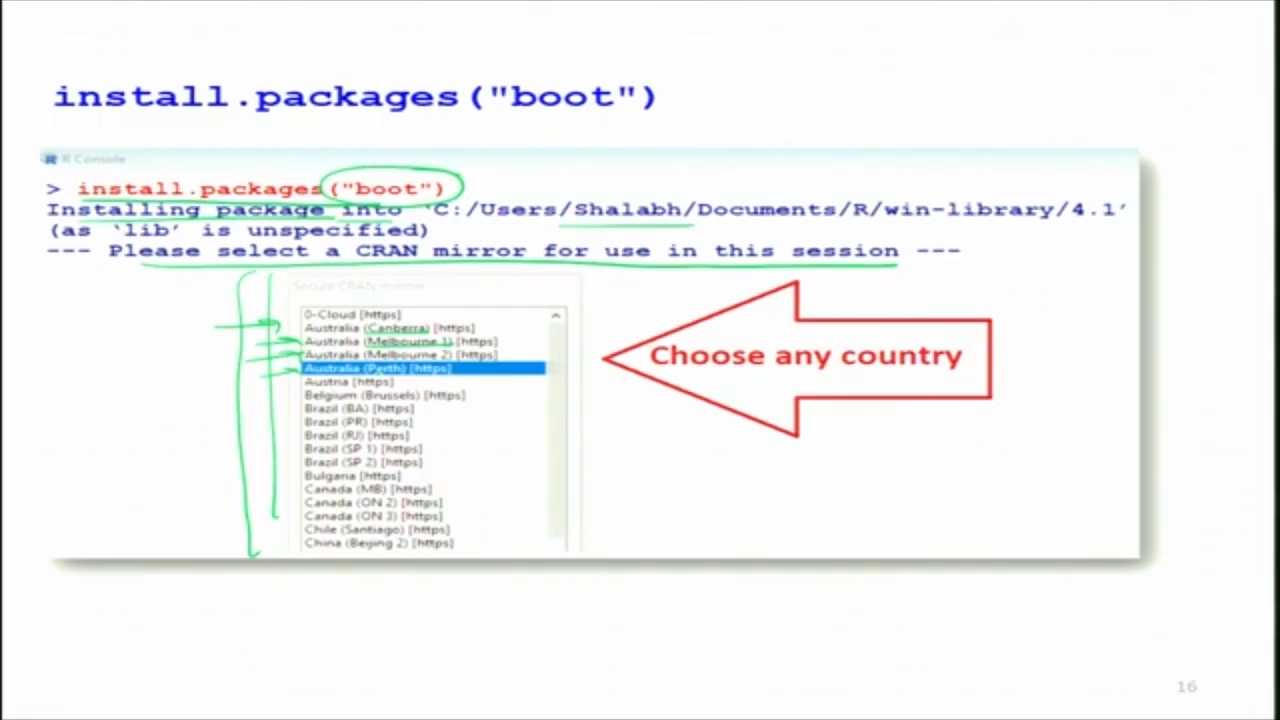 install.packages("boot")
R Console
> install.packages("boot")
Installing package into ‘C:/Users/Shalabh/Documents/R/win-library/4.1’
(as ‘lib’ is unspecified)
--- Please select a CRAN mirror for use in this session ---
Secure CRAN mirrors
0-Cloud [https]
Australia (Canberra) [https]
Australia (Melbourne 1) [https]
Australia (Melbourne 2) [https]
Australia (Perth) [https]
Austria [https]
Belgium (Brussels) [https]
Brazil (BA) [https]
Brazil (PR) [https]
Brazil (RJ) [https]
Brazil (SP 1) [https]
Brazil (SP 2) [https]
Bulgaria [https]
Canada (MB) [https]
Canada (ON 2) [https]
Canada (ON 3) [https]
Chile (Santiago) [https]
China (Beijing 2) [https]
Choose any country
16